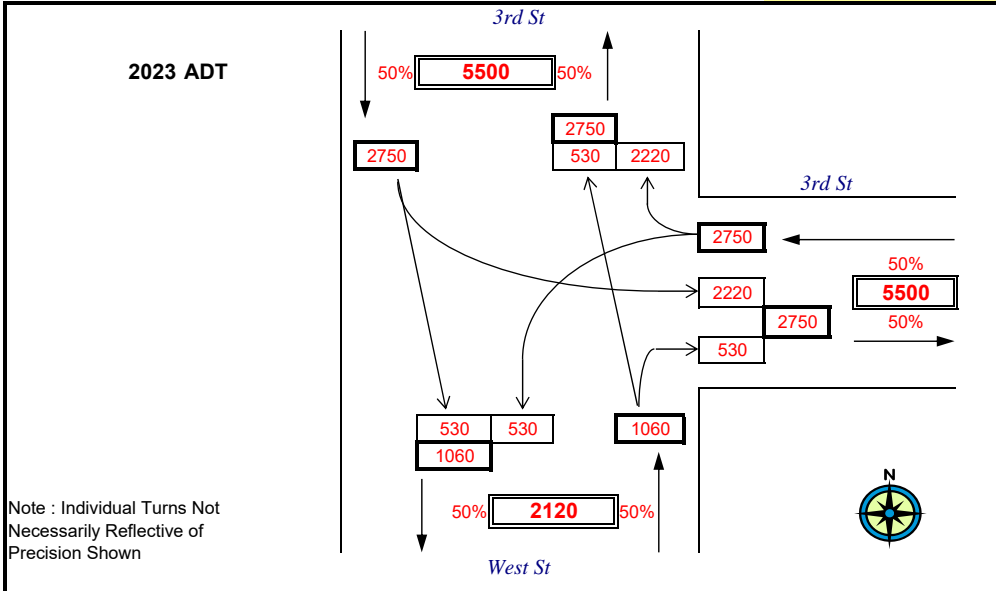 3rd St
2023 ADT
50% 5500 50%
2750
2750
530 2220
3rd St
2750
50%
2220
5500
2750
50%
530
530 530
1060
1060
N
50% 2120 50%
Note : Individual Turns Not
Necessarily Reflective of
Precision Shown
West St